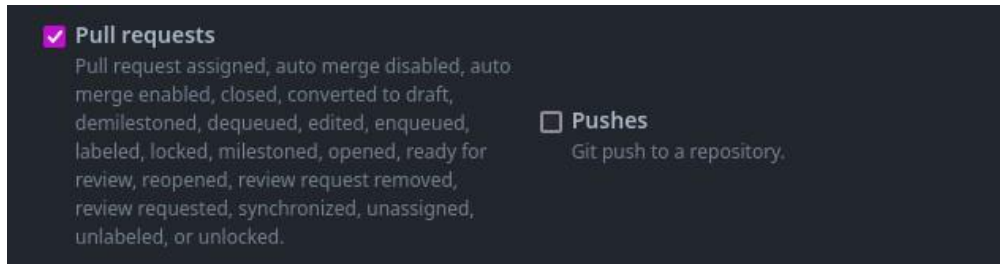 Pull requests
Pull request assigned, auto merge disabled, auto
merge enabled, closed, converted to draft,
demilestoned, dequeued, edited, enqueued,
labeled, locked, milestoned, opened, ready for
review, reopened, review request removed,
review requested, synchronized, unassigned,
unlabeled, or unlocked.
Pushes
Git push to a repository.